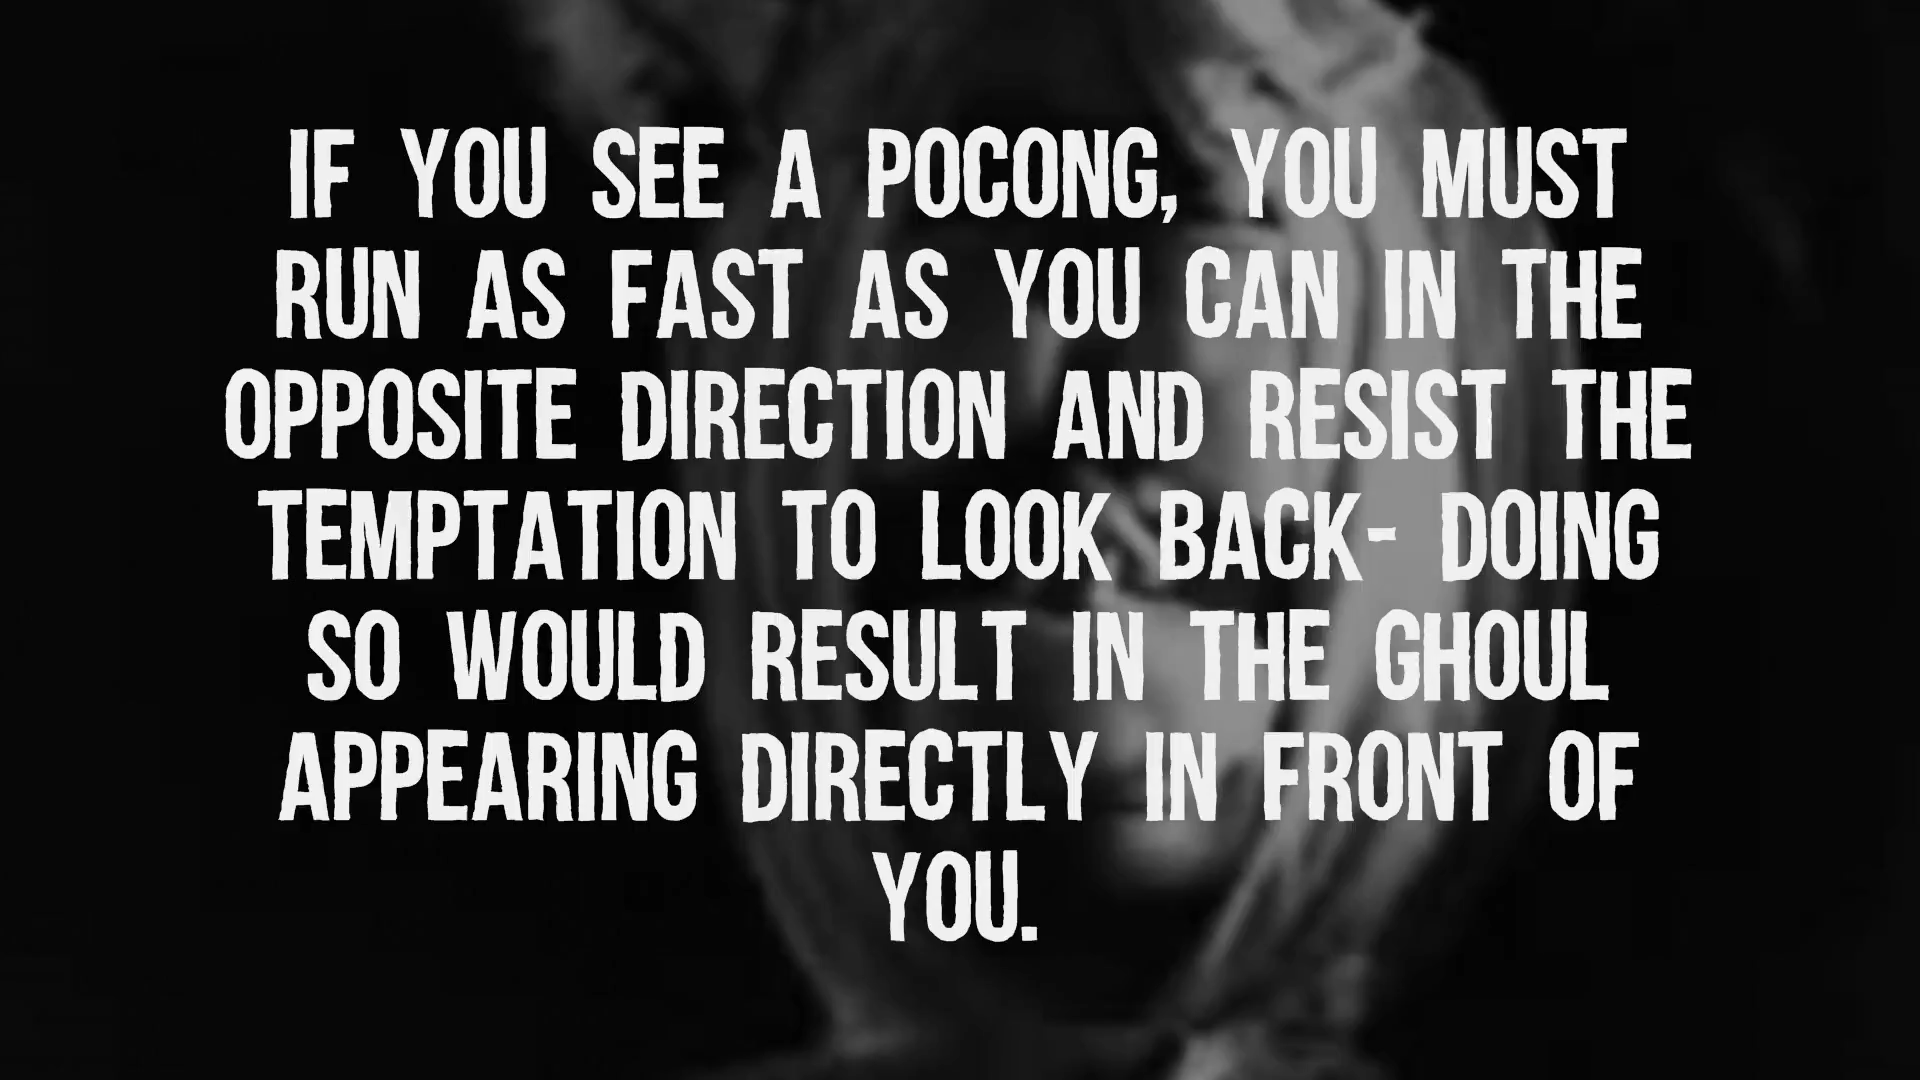 IF YOU SEE A POCONG, YOU MUST
RUN AS FAST AS YOU CAN IN THE
OPPOSITE DIRECTION AND RESIST THE
TEMPTATION TO LOOK BACK- DOING
SO WOULD RESULT IN THE GHOUL
APPEARING DIRECTLY IN FRONT OF
YOU.